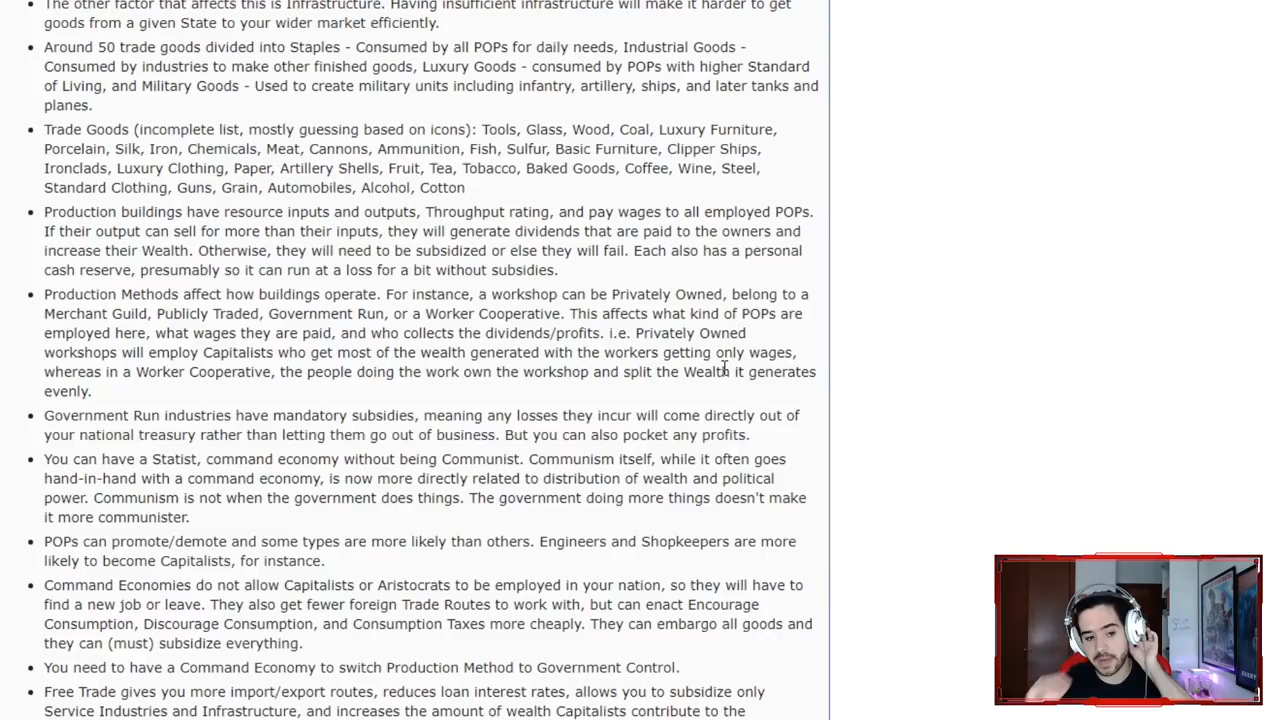 The other factor that affects this is Infrastructure. Having insufficient infrastructure will make it harder to get
goods from a given State to your wider market efficiently.
Around 50 trade goods divided into Staples - Consumed by all POPs for daily needs, Industrial Goods -
Consumed by industries to make other finished goods, Luxury Goods - consumed by POPs with higher Standard
of Living, and Military Goods - Used to create military units including infantry, artillery, ships, and later tanks and
planes.
Trade Goods (incomplete list, mostly guessing based on icons): Tools, Glass, Wood, Coal, Luxury Furniture,
Porcelain, Silk, Iron, Chemicals, Meat, Cannons, Ammunition, Fish, Sulfur, Basic Furniture, Clipper Ships,
Ironclads, Luxury Clothing, Paper, Artillery Shells, Fruit, Tea, Tobacco, Baked Goods, Coffee, Wine, Steel,
Standard Clothing, Guns, Grain, Automobiles, Alcohol, Cotton
Production buildings have resource inputs and outputs, Throughput rating, and pay wages to all employed POPs.
If their output can sell for more than their inputs, they will generate dividends that are paid to the owners and
increase their Wealth. Otherwise, they will need to be subsidized or else they will fail. Each also has a personal
cash reserve, presumably so it can run at a loss for a bit without subsidies.
Production Methods affect how buildings operate. For instance, a workshop can be Privately Owned, belong to a
Merchant Guild, Publicly Traded, Government Run, or a Worker Cooperative. This affects what kind of POPs are
employed here, what wages they are paid, and who collects the dividends/profits. i.e. Privately Owned
workshops will employ Capitalists who get most of the wealth generated with the workers getting only wages,
whereas in a Worker Cooperative, the people doing the work own the workshop and split the Wealth it generates
evenly.
Government Run industries have mandatory subsidies, meaning any losses they incur will come directly out of
your national treasury rather than letting them go out of business. But you can also pocket any profits.
You can have a Statist, command economy without being Communist. Communism itself, while it often goes
hand-in-hand with a command economy, is now more directly related to distribution of wealth and political
power. Communism is not when the government does things. The government doing more things doesn't make
it more communister.
POPs can promote/demote and some types are more likely than others. Engineers and Shopkeepers are more
likely to become Capitalists, for instance.
Command Economies do not allow Capitalists or Aristocrats to be employed in your nation, so they will have to
find a new job or leave. They also get fewer foreign Trade Routes to work with, but can enact Encourage
Consumption, Discourage Consumption, and Consumption Taxes more cheaply. They can embargo all goods and
they can (must) subsidize everything.
You need to have a Command Economy to switch Production Method to Government Control.
Free Trade gives you more import/export routes, reduces loan interest rates, allows you to subsidize only
Service Industries and Infrastructure, and increases the amount of wealth Capitalists contribute to the